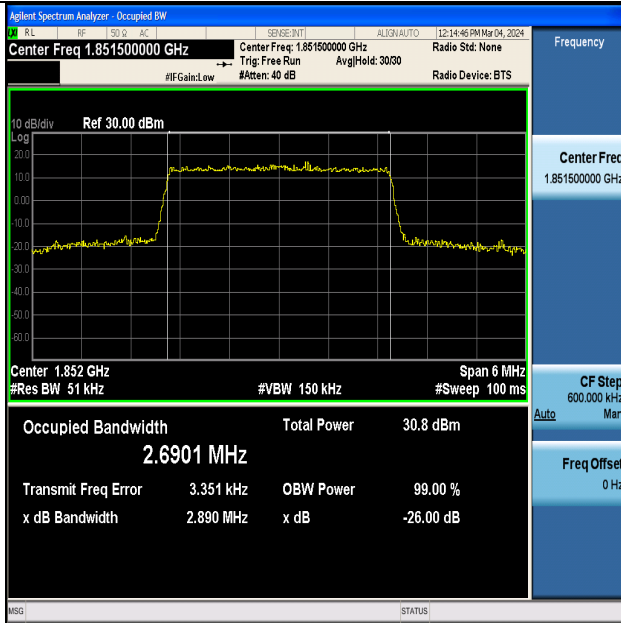 Agilent Spectrum Analyzer - Occupied BW
RL RF 50 Ω AC SENSE:INT ALIGN AUTO 12:14:46 PM Mar 04, 2024
Center Freq 1.851500000 GHz
Center Freq: 1.851500000 GHz Radio Std: None
Trig: Free Run Avg|Hold: 30/30
#IFGain:Low #Atten: 40 dB Radio Device: BTS
10 dB/div Ref 30.00 dBm
Log
20.0
10.0
0.00
-10.0
-20.0
-30.0
-40.0
-50.0
-60.0
Center 1.852 GHz Span 6 MHz
#Res BW 51 kHz #VBW 150 kHz #Sweep 100 ms
Occupied Bandwidth Total Power 30.8 dBm
2.6901 MHz
Transmit Freq Error 3.351 kHz OBW Power 99.00 %
x dB Bandwidth 2.890 MHz x dB -26.00 dB
MSG STATUS
Frequency
Center Freq
1.851500000 GHz
CF Step
600.000 kHz
Auto Man
Freq Offset
0 Hz